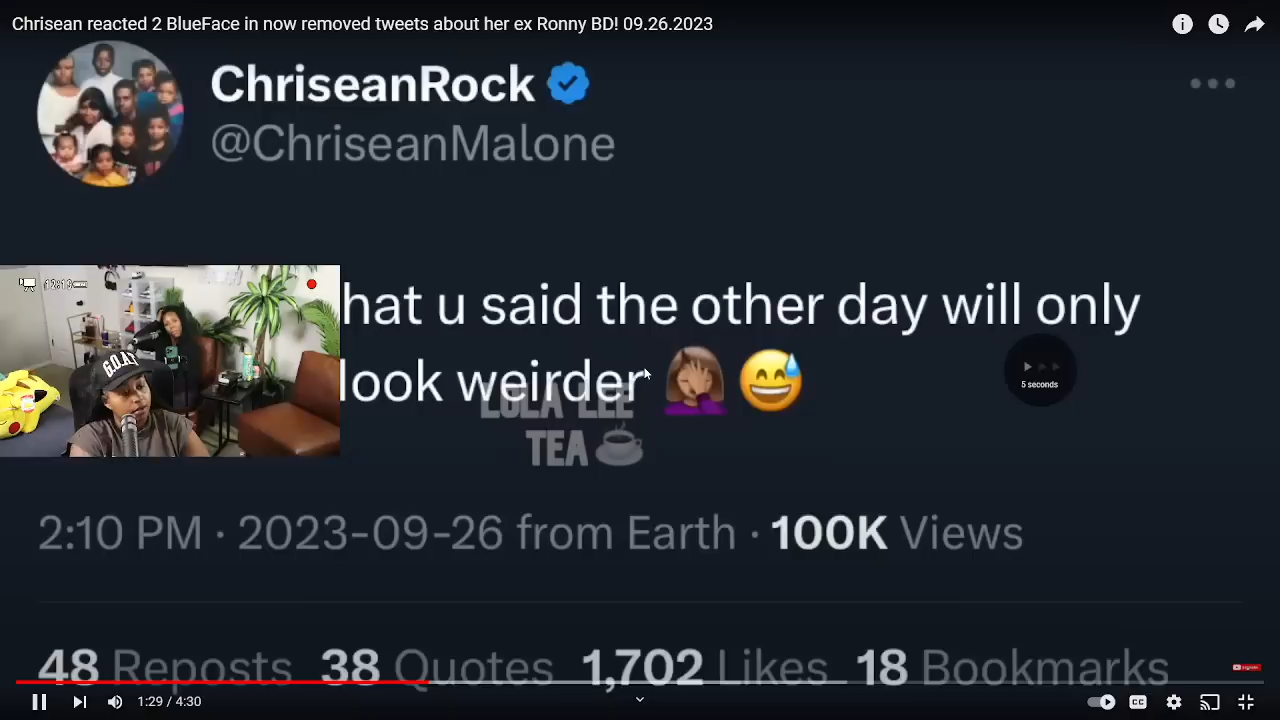 Chrisean reacted 2 BlueFace in now removed tweets about her ex Ronny BD! 09.26.2023
ChriseanRock
@ChriseanMalone
G.O.A.T
hat u said the other day will only
look weirder
5 seconds
LOLA LEE
TEA
2:10 PM · 2023-09-26 from Earth · 100K Views
48 Reposts 38 Quotes 1,702 Likes 18 Bookmarks
1:29 / 4:30
CC